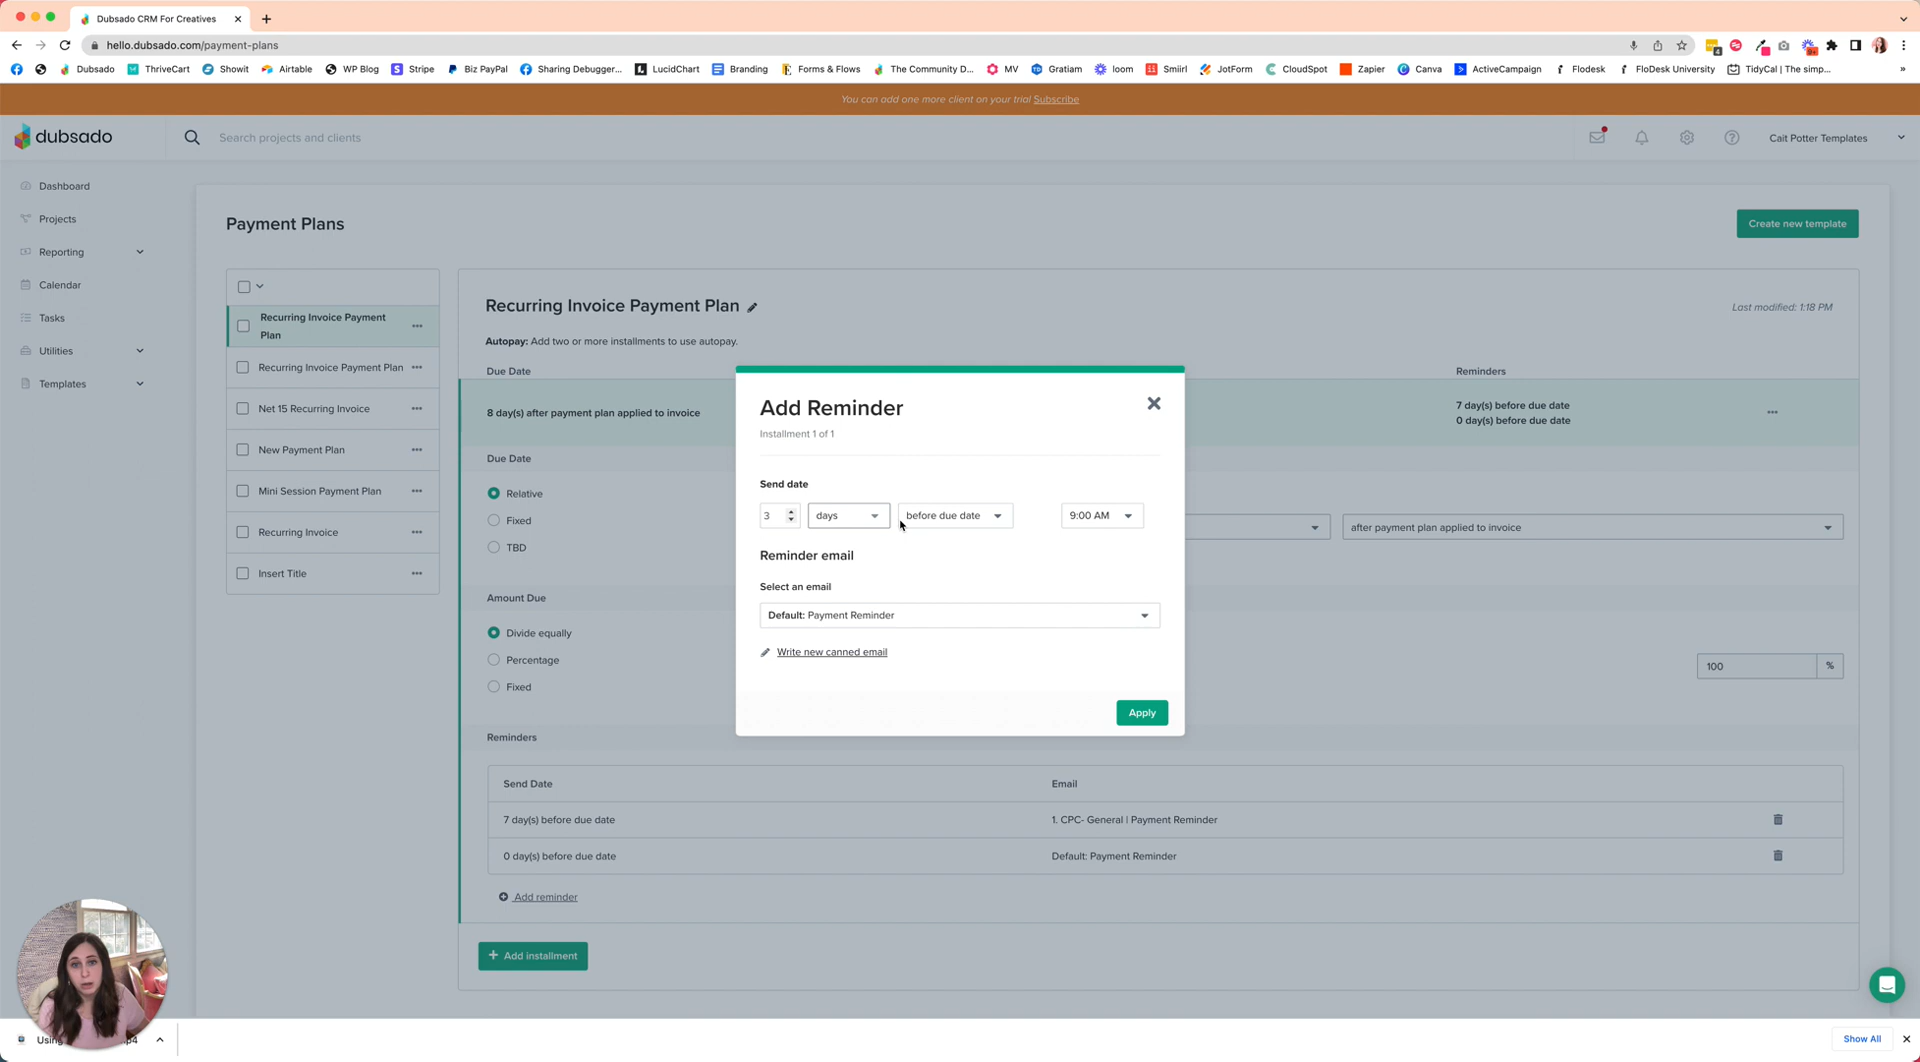 Dubsado CRM For Creatives
hello.dubsado.com/payment-plans
Dubsado ThriveCart Showit Airtable WP Blog Stripe Biz PayPal Sharing Debugger... LucidChart Branding Forms & Flows The Community D... MV Gratiam loom Smiirl JotForm CloudSpot Zapier Canva ActiveCampaign Flodesk FloDesk University TidyCal | The simp...
You can add one more client on your trial Subscribe
dubsado
Search projects and clients
Cait Potter Templates
Dashboard
Projects
Reporting
Calendar
Tasks
Utilities
Templates
Payment Plans
Create new template
Recurring Invoice Payment
Plan
Recurring Invoice Payment Plan
Net 15 Recurring Invoice
New Payment Plan
Mini Session Payment Plan
Recurring Invoice
Insert Title
Recurring Invoice Payment Plan
Last modified: 1:18 PM
Autopay: Add two or more installments to use autopay.
Due Date
Reminders
8 day(s) after payment plan applied to invoice
7 day(s) before due date
0 day(s) before due date
Due Date
Relative
Fixed
TBD
after payment plan applied to invoice
Amount Due
Divide equally
Percentage
Fixed
100 %
Add Reminder
Installment 1 of 1
Send date
3 days before due date 9:00 AM
Reminder email
Select an email
Default: Payment Reminder
Write new canned email
Apply
Reminders
Send Date Email
7 day(s) before due date 1. CPC- General | Payment Reminder
0 day(s) before due date Default: Payment Reminder
Add reminder
+ Add installment
Show All